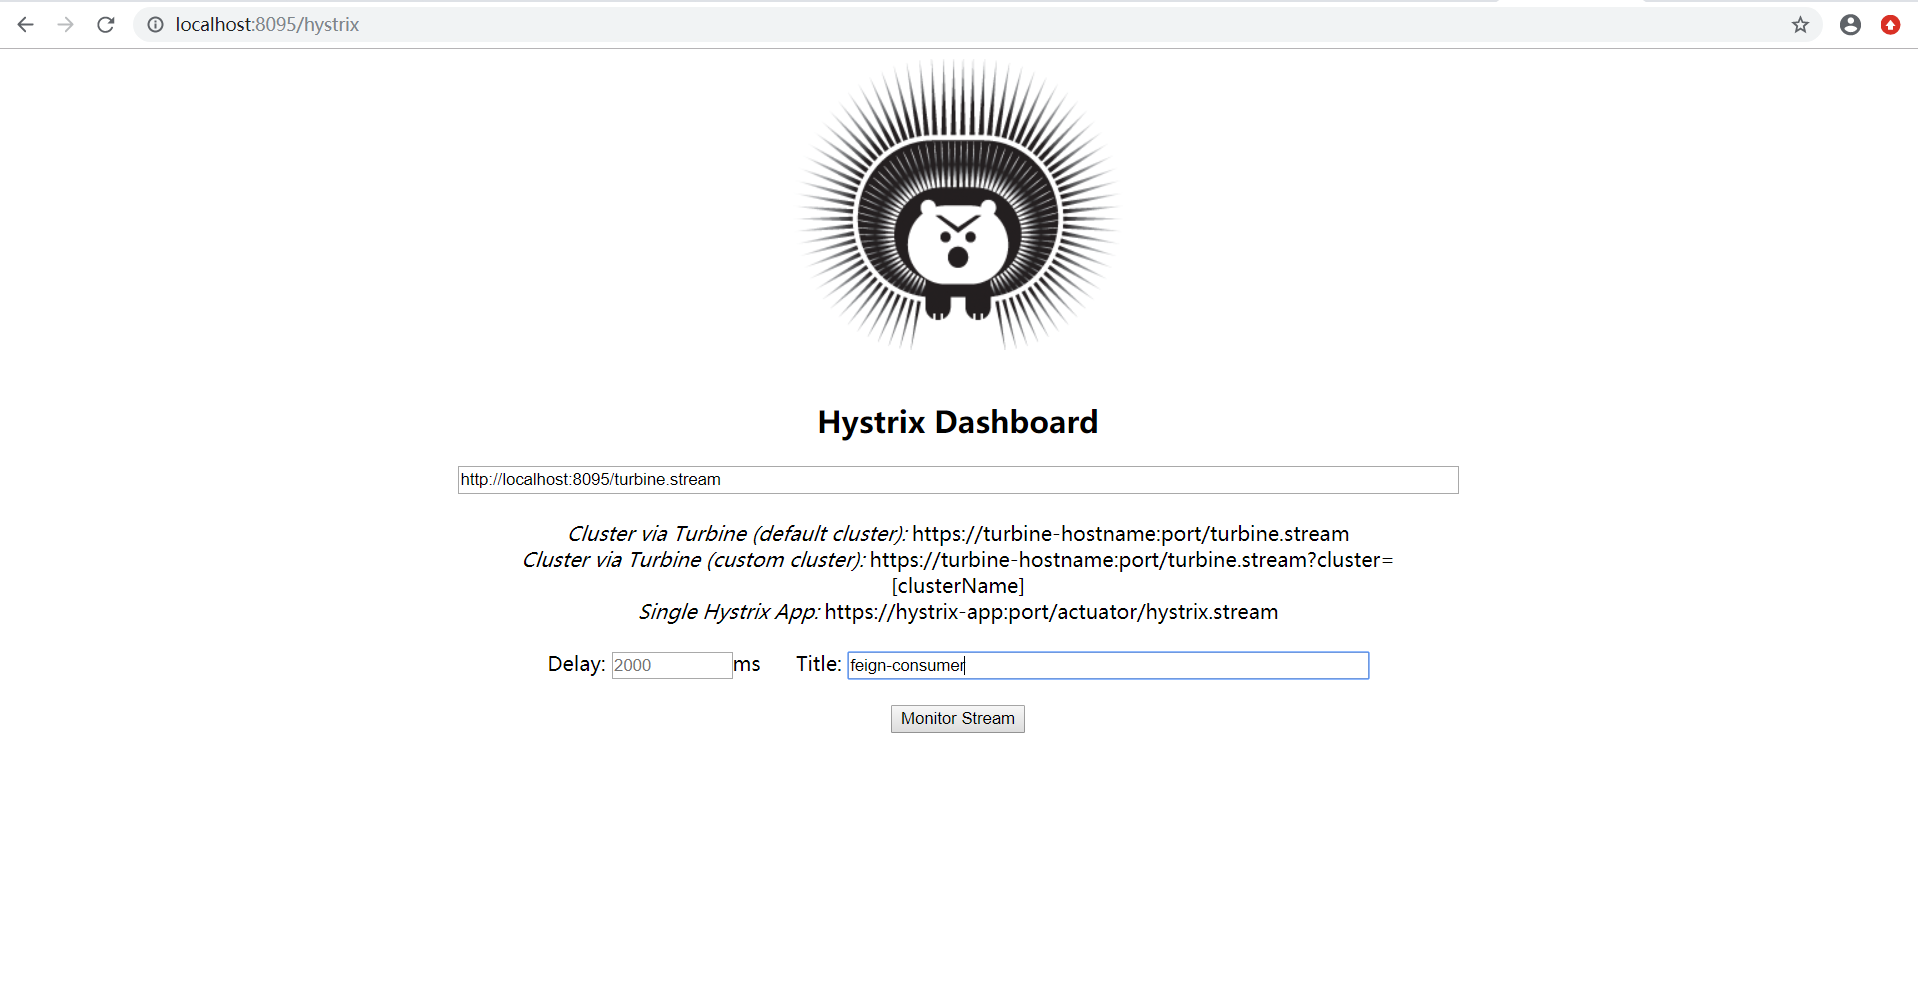 localhost:8095/hystrix
Hystrix Dashboard
http://localhost:8095/turbine.stream
Cluster via Turbine (default cluster): https://turbine-hostname:port/turbine.stream
Cluster via Turbine (custom cluster): https://turbine-hostname:port/turbine.stream?cluster=
[clusterName]
Single Hystrix App: https://hystrix-app:port/actuator/hystrix.stream
Delay: 2000 ms Title: feign-consumer
Monitor Stream